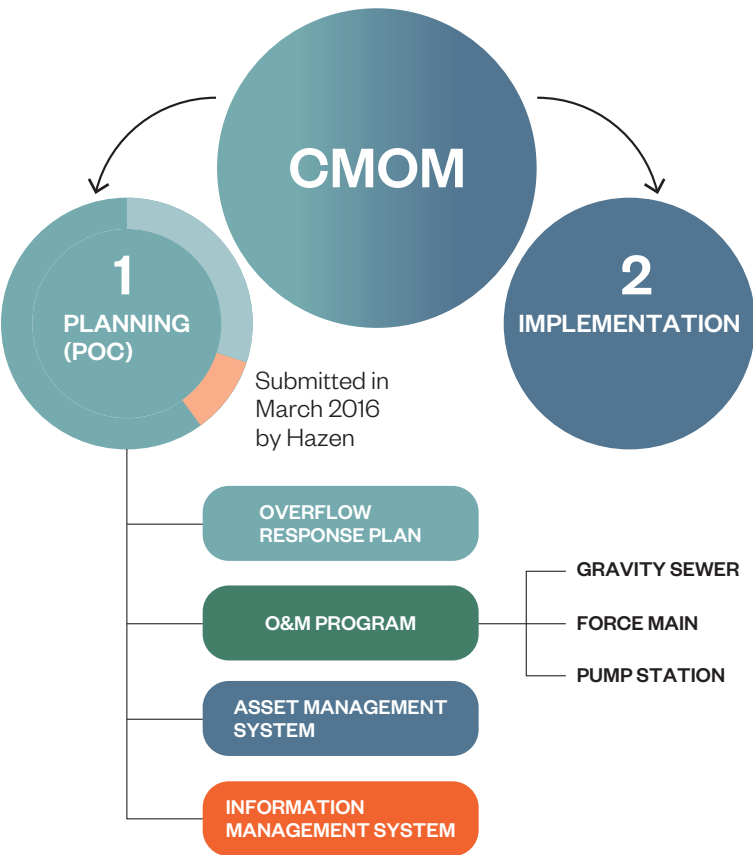 CMOM
1
PLANNING
(POC)
2
IMPLEMENTATION
Submitted in
March 2016
by Hazen
OVERFLOW
RESPONSE PLAN
O&M PROGRAM
GRAVITY SEWER
FORCE MAIN
PUMP STATION
ASSET MANAGEMENT
SYSTEM
INFORMATION
MANAGEMENT SYSTEM